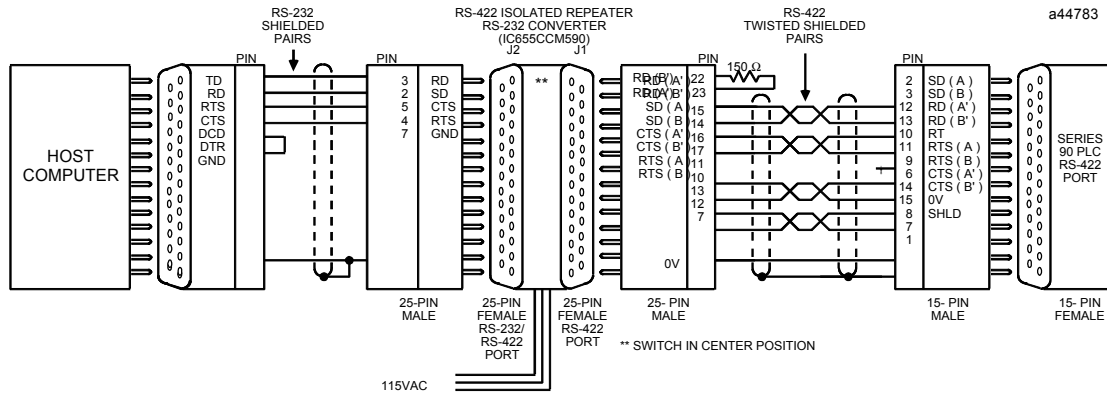 RS-232
SHIELDED
PAIRS
RS-422 ISOLATED REPEATER
RS-232 CONVERTER
(IC655CCM590)
J2 J1
RS-422
TWISTED SHIELDED
PAIRS
a44783
HOST
COMPUTER
PIN
TD
RD
RTS
CTS
DCD
DTR
GND
PIN
3 RD
2 SD
5 CTS
4 RTS
7 GND
25-PIN
MALE
**
25-PIN
FEMALE
RS-232/
RS-422
PORT
25-PIN
FEMALE
RS-422
PORT
115VAC
PIN
RD (B')
RD (A')
RD (A')
RD (B')
SD (A
SD (B
CTS (A'
CTS (B'
RTS (A
RTS (B
0V
22
23
15
14
16
17
11
10
13
12
7
150 Ω
25- PIN
MALE
** SWITCH IN CENTER POSITION
PIN
2
3
12
13
10
11
9
6
14
15
8
7
1
SD ( A )
SD ( B )
RD ( A' )
RD ( B' )
RT
RTS ( A )
RTS ( B )
CTS ( A' )
CTS ( B' )
0V
SHLD
15- PIN
MALE
SERIES
90 PLC
RS-422
PORT
15- PIN
FEMALE